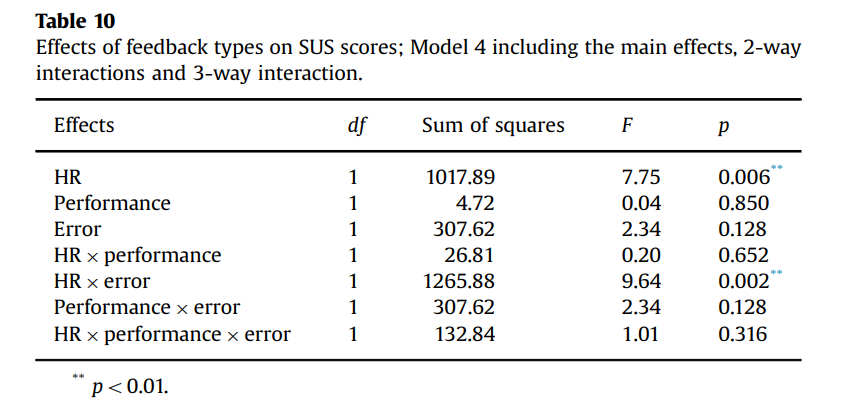 Table 10
Effects of feedback types on SUS scores; Model 4 including the main effects, 2-way
interactions and 3-way interaction.
Effects df Sum of squares F p
HR 1 1017.89 7.75 0.006**
Performance 1 4.72 0.04 0.850
Error 1 307.62 2.34 0.128
HR × performance 1 26.81 0.20 0.652
HR × error 1 1265.88 9.64 0.002**
Performance × error 1 307.62 2.34 0.128
HR × performance × error 1 132.84 1.01 0.316
** p < 0.01.